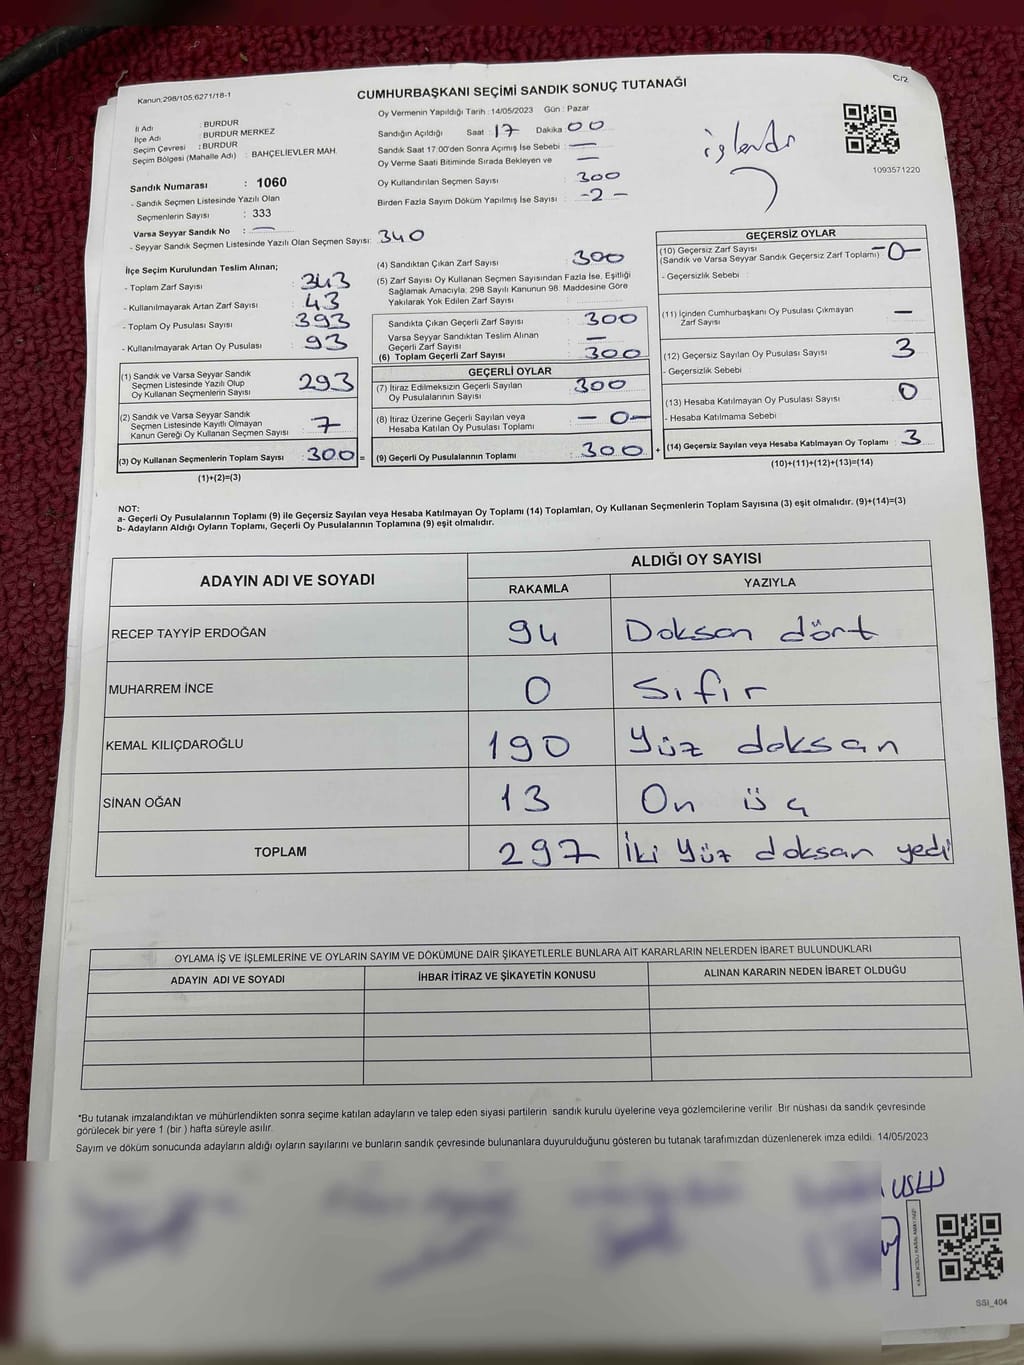 C/2
Kanun:298/105:6271/18-1
CUMHURBAŞKANI SEÇİMİ SANDIK SONUÇ TUTANAĞI
İl Adı : BURDUR
İlçe Adı : BURDUR MERKEZ
Seçim Çevresi : BURDUR
Seçim Bölgesi (Mahalle Adı) : BAHÇELİEVLER MAH.
Sandık Numarası : 1060
- Sandık Seçmen Listesinde Yazılı Olan
Seçmenlerin Sayısı : 333
Varsa Seyyar Sandık No : —
- Seyyar Sandık Seçmen Listesinde Yazılı Olan Seçmen Sayısı: 340
Oy Vermenin Yapıldığı Tarih : 14/05/2023 Gün : Pazar
Sandığın Açıldığı Saat : 17 Dakika : 00
Sandık Saat 17:00'den Sonra Açımış İse Sebebi : —
Oy Verme Saati Bitiminde Sırada Bekleyen ve —
Oy Kullandırılan Seçmen Sayısı : 300
Birden Fazla Sayım Döküm Yapılmış İse Sayısı : -2-
işlendi
1093571220
İlçe Seçim Kurulundan Teslim Alınan;
- Toplam Zarf Sayısı : 343
- Kullanılmayarak Artan Zarf Sayısı : 43
- Toplam Oy Pusulası Sayısı : 393
- Kullanılmayarak Artan Oy Pusulası : 93
(1) Sandık ve Varsa Seyyar Sandık
Seçmen Listesinde Yazılı Olup
Oy Kullanan Seçmenlerin Sayısı : 293
(2) Sandık ve Varsa Seyyar Sandık
Seçmen Listesinde Kayıtlı Olmayan
Kanun Gereği Oy Kullanan Seçmen Sayısı : 7
(3) Oy Kullanan Seçmenlerin Toplam Sayısı : 300 =
(1)+(2)=(3)
(4) Sandıktan Çıkan Zarf Sayısı : 300
(5) Zarf Sayısı Oy Kullanan Seçmen Sayısından Fazla İse, Eşitliği
Sağlamak Amacıyla; 298 Sayılı Kanunun 98. Maddesine Göre
Yakılarak Yok Edilen Zarf Sayısı :
Sandıkta Çıkan Geçerli Zarf Sayısı : 300
Varsa Seyyar Sandıktan Teslim Alınan
Geçerli Zarf Sayısı : —
(6) Toplam Geçerli Zarf Sayısı : 300
GEÇERLİ OYLAR
(7) İtiraz Edilmeksizin Geçerli Sayılan
Oy Pusulalarının Sayısı : 300
(8) İtiraz Üzerine Geçerli Sayılan veya
Hesaba Katılan Oy Pusulası Toplamı : -0-
(9) Geçerli Oy Pusulalarının Toplamı : 300 +
GEÇERSİZ OYLAR
(10) Geçersiz Zarf Sayısı
(Sandık ve Varsa Seyyar Sandık Geçersiz Zarf Toplamı) : -0-
- Geçersizlik Sebebi :
(11) İçinden Cumhurbaşkanı Oy Pusulası Çıkmayan
Zarf Sayısı : —
(12) Geçersiz Sayılan Oy Pusulası Sayısı : 3
- Geçersizlik Sebebi :
(13) Hesaba Katılmayan Oy Pusulası Sayısı : 0
- Hesaba Katılmama Sebebi :
(14) Geçersiz Sayılan veya Hesaba Katılmayan Oy Toplamı : 3
(10)+(11)+(12)+(13)=(14)
NOT:
a- Geçerli Oy Pusulalarının Toplamı (9) ile Geçersiz Sayılan veya Hesaba Katılmayan Oy Toplamı (14) Toplamları, Oy Kullanan Seçmenlerin Toplam Sayısına (3) eşit olmalıdır. (9)+(14)=(3)
b- Adayların Aldığı Oyların Toplamı, Geçerli Oy Pusulalarının Toplamına (9) eşit olmalıdır.
ADAYIN ADI VE SOYADI ALDIĞI OY SAYISI
RAKAMLA YAZIYLA
RECEP TAYYİP ERDOĞAN 94 Doksan dört
MUHARREM İNCE 0 Sıfır
KEMAL KILIÇDAROĞLU 190 Yüz doksan
SİNAN OĞAN 13 On üç
TOPLAM 297 İki Yüz doksan yedi
OYLAMA İŞ VE İŞLEMLERİNE VE OYLARIN SAYIM VE DÖKÜMÜNE DAİR ŞİKAYETLERLE BUNLARA AİT KARARLARIN NELERDEN İBARET BULUNDUKLARI
ADAYIN ADI VE SOYADI İHBAR İTİRAZ VE ŞİKAYETİN KONUSU ALINAN KARARIN NEDEN İBARET OLDUĞU
*Bu tutanak imzalandıktan ve mühürlendikten sonra seçime katılan adayların ve talep eden siyasi partilerin sandık kurulu üyelerine veya gözlemcilerine verilir .Bir nüshası da sandık çevresinde
görülecek bir yere 1 (bir ) hafta süreyle asılır.
Sayım ve döküm sonucunda adayların aldığı oyların sayılarını ve bunların sandık çevresinde bulunanlara duyurulduğunu gösteren bu tutanak tarafımızdan düzenlenerek imza edildi. 14/05/2023
USLU
SSI_404